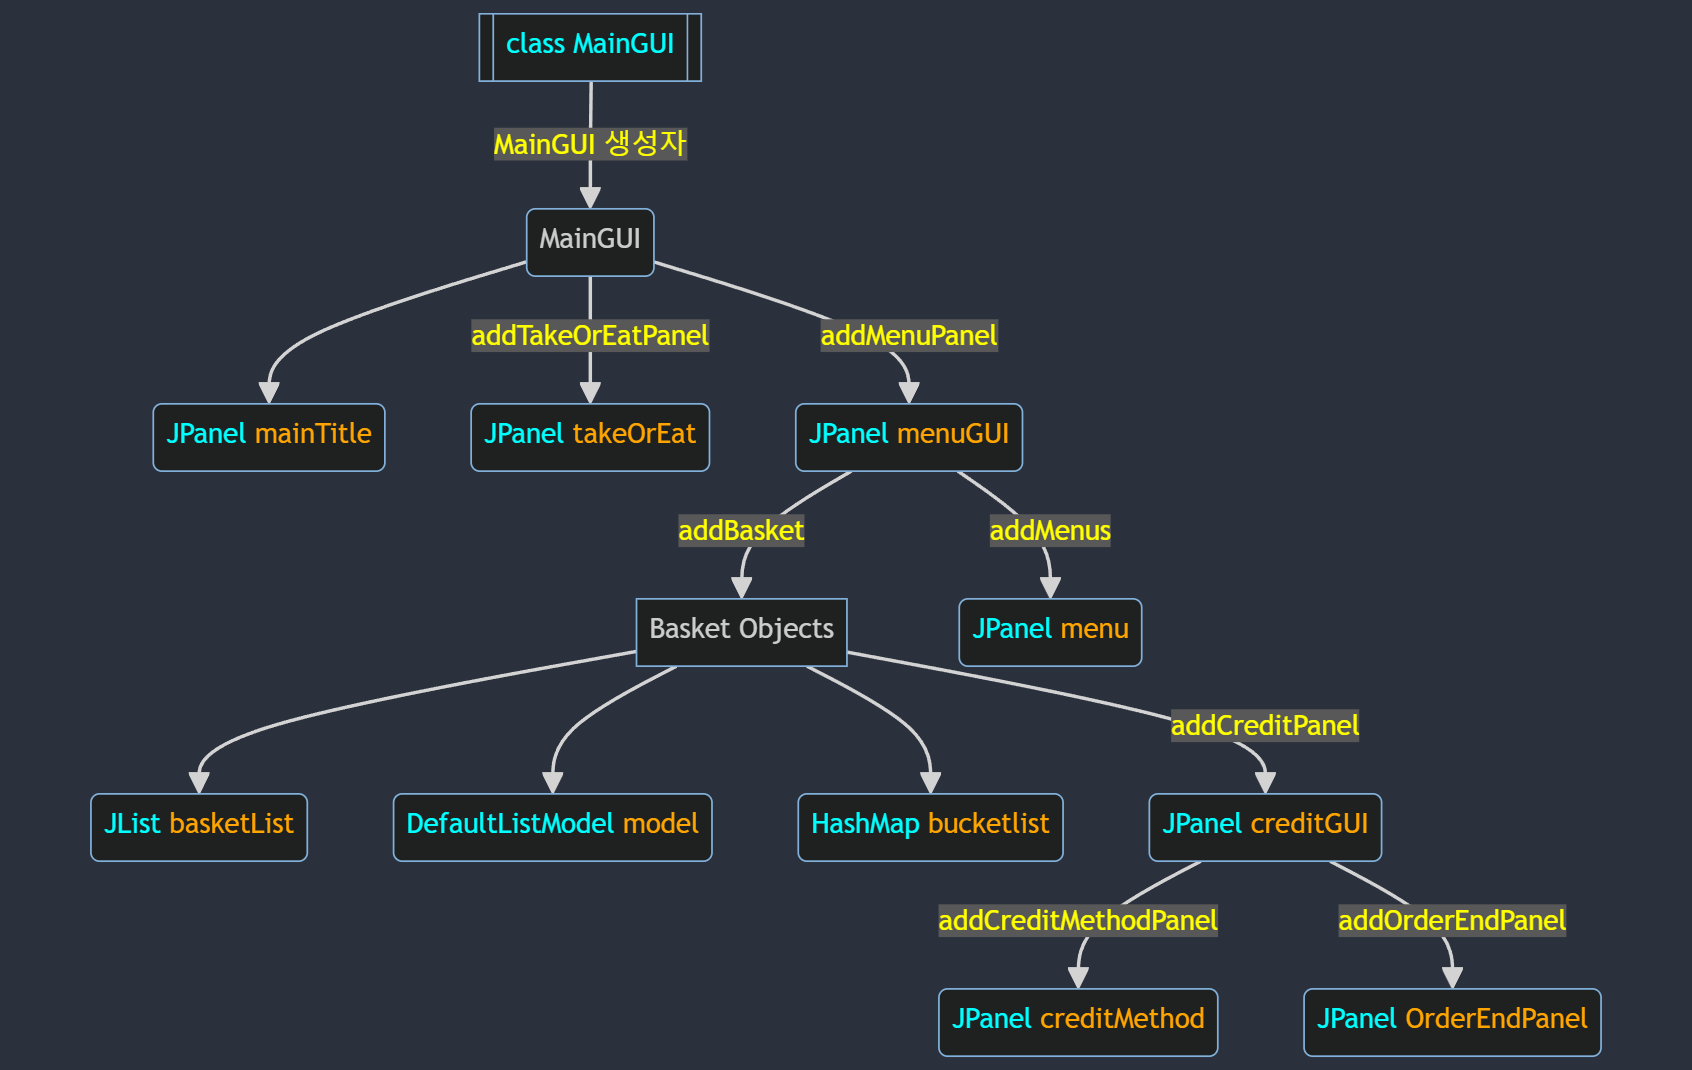 class MainGUI
MainGUI 생성자
MainGUI
addTakeOrEatPanel
addMenuPanel
JPanel mainTitle
JPanel takeOrEat
JPanel menuGUI
addBasket
addMenus
Basket Objects
JPanel menu
addCreditPanel
JList basketList
DefaultListModel model
HashMap bucketlist
JPanel creditGUI
addCreditMethodPanel
addOrderEndPanel
JPanel creditMethod
JPanel OrderEndPanel